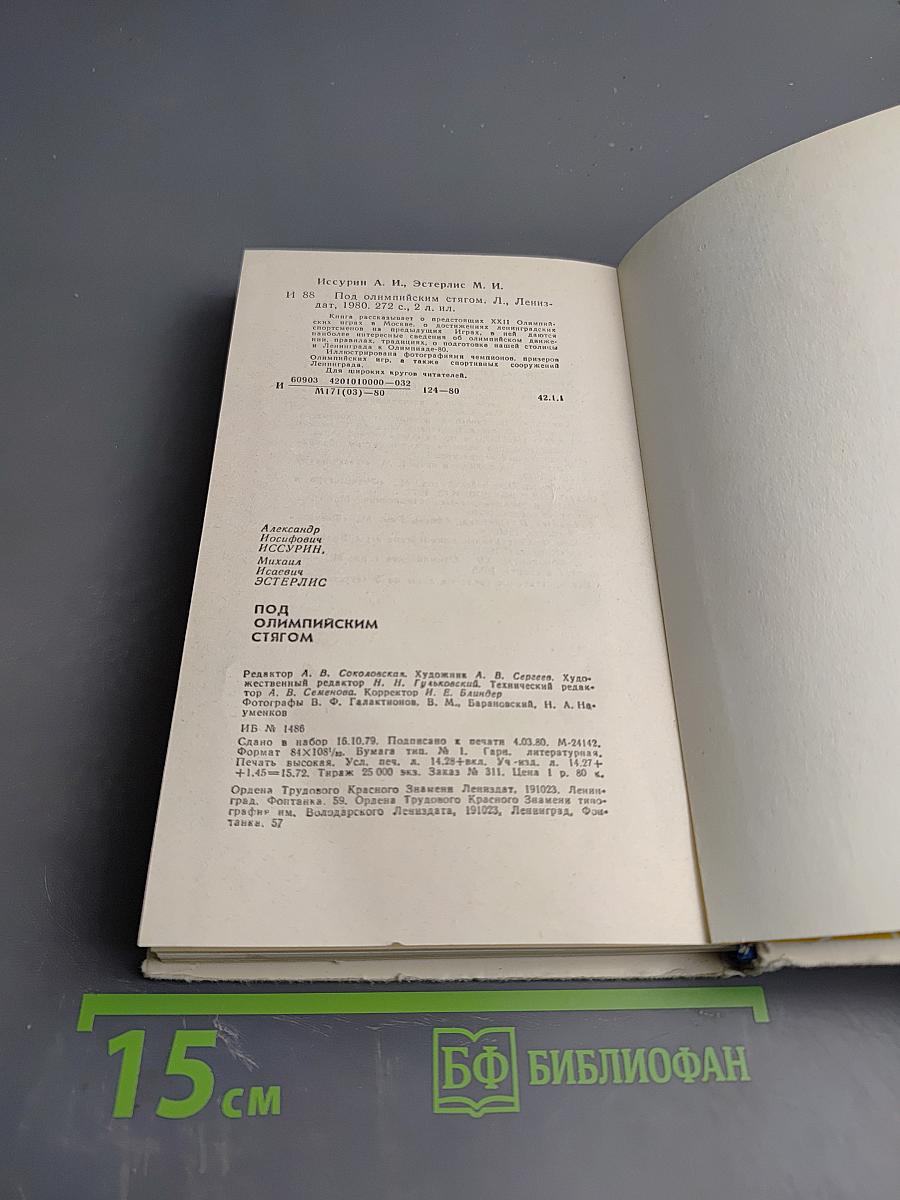 Иссурин А. И., Эстерлис М. И.
И 88 Под олимпийским стягом. Л., Лениз-
дат, 1980. 272 с., 2 л. ил.
Книга рассказывает о предстоящих XXII Олимпий-
ских играх в Москве, о достижениях ленинградских
спортсменов на предыдущих Играх, в ней даются
наиболее интересные сведения об олимпийском движе-
нии, правилах, традициях, о подготовке нашей столицы
и Ленинграда к Олимпиаде-80.
Иллюстрирована фотографиями чемпионов, призеров
Олимпийских игр, а также спортивных сооружений
Ленинграда.
Для широких кругов читателей.
И 60903 4201010000—032
М171(03)—80 124—80 42.1.1
Александр
Иосифович
ИССУРИН,
Михаил
Исаевич
ЭСТЕРЛИС
ПОД
ОЛИМПИЙСКИМ
СТЯГОМ
Редактор А. В. Соколовская. Художник А. В. Сергеев. Худо-
жественный редактор Н. Н. Гульковский. Технический редак-
тор А. В. Семенова. Корректор И. Е. Блиндер
Фотографы В. Ф. Галактионов, В. М., Барановский, Н. А. На-
уменков
ИБ № 1486
Сдано в набор 16.10.79. Подписано к печати 4.03.80. М-24142.
Формат 84×108¹/₃₂. Бумага тип. № 1. Гарн. литературная.
Печать высокая. Усл. печ. л. 14.28+вкл. Уч-изд. л. 14.27+
+1.45=15.72. Тираж 25 000 экз. Заказ № 311. Цена 1 р. 80 к.
Ордена Трудового Красного Знамени Лениздат, 191023, Ленин-
град, Фонтанка, 59. Ордена Трудового Красного Знамени типо-
графия им. Володарского Лениздата, 191023, Ленинград, Фон-
танка, 57
15 см
БФ БИБЛИОФАН